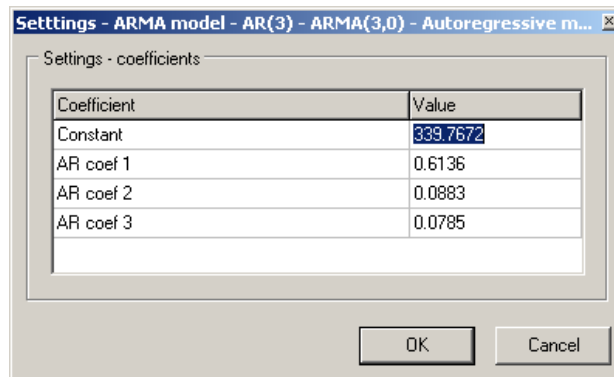 Setttings - ARMA model - AR(3) - ARMA(3,0) - Autoregressive m...
Settings - coefficients
Coefficient Value
Constant 339.7672
AR coef 1 0.6136
AR coef 2 0.0883
AR coef 3 0.0785
OK Cancel